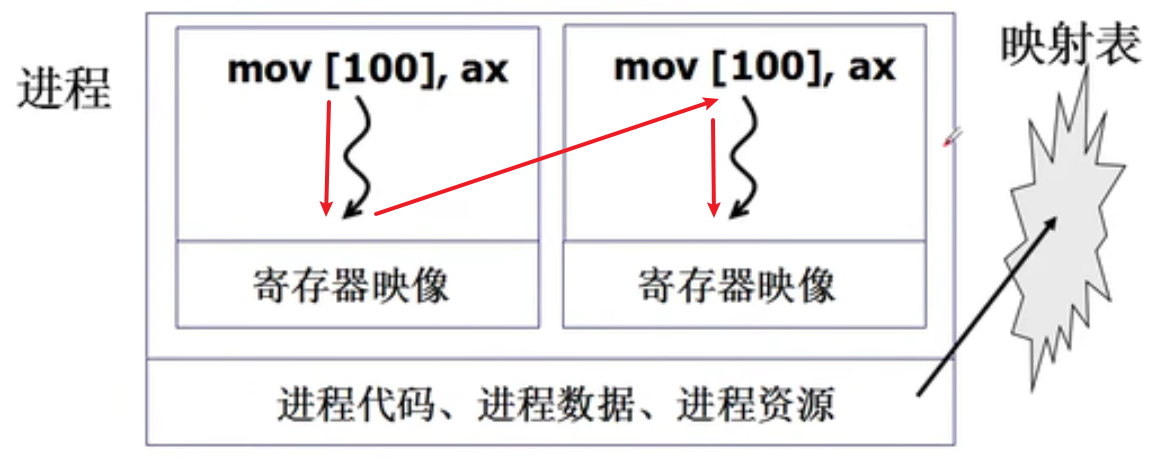 映射表
进程
mov [100], ax
mov [100], ax
寄存器映像
寄存器映像
进程代码、进程数据、进程资源